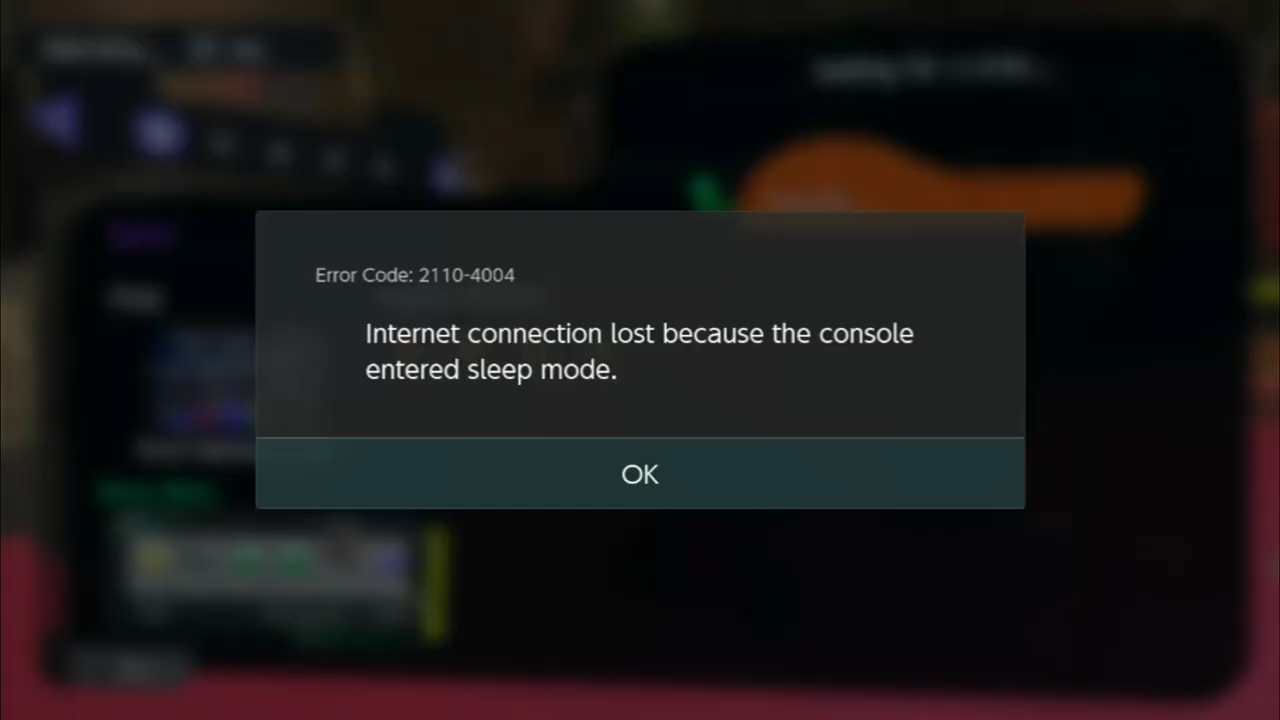 Error Code: 2110-4004
Internet connection lost because the console
entered sleep mode.
OK